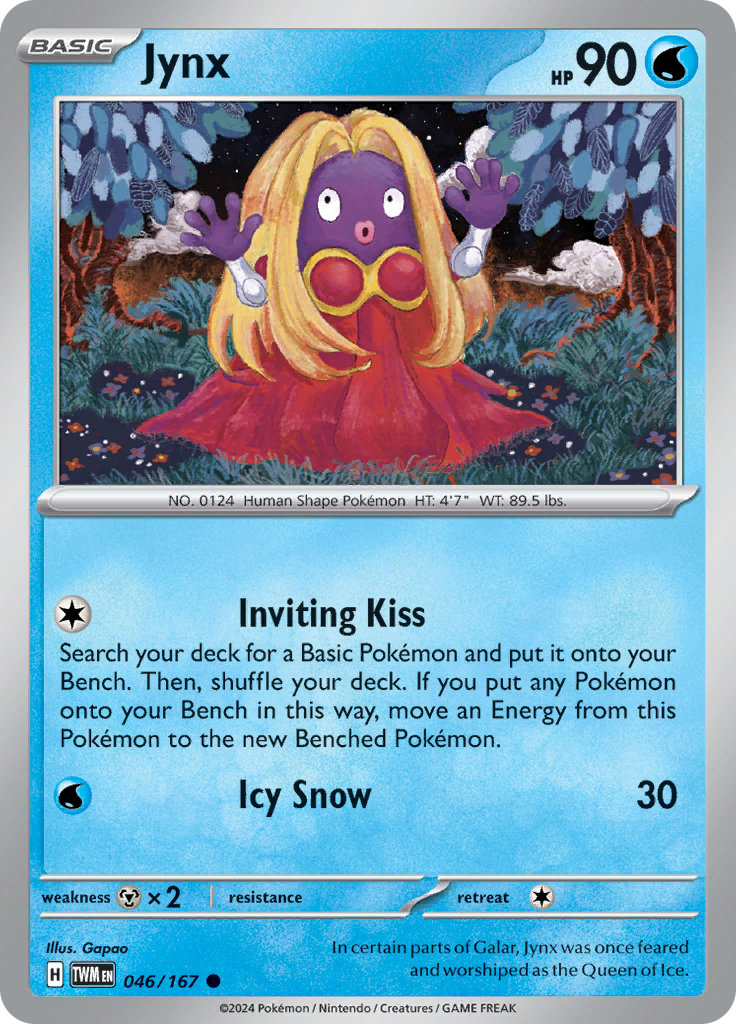 BASIC
Jynx
HP 90
NO. 0124 Human Shape Pokémon HT: 4'7" WT: 89.5 lbs.
Inviting Kiss
Search your deck for a Basic Pokémon and put it onto your
Bench. Then, shuffle your deck. If you put any Pokémon
onto your Bench in this way, move an Energy from this
Pokémon to the new Benched Pokémon.
Icy Snow 30
weakness ×2 resistance retreat
Illus. Gapao
In certain parts of Galar, Jynx was once feared
and worshiped as the Queen of Ice.
H TWM EN 046/167
©2024 Pokémon / Nintendo / Creatures / GAME FREAK